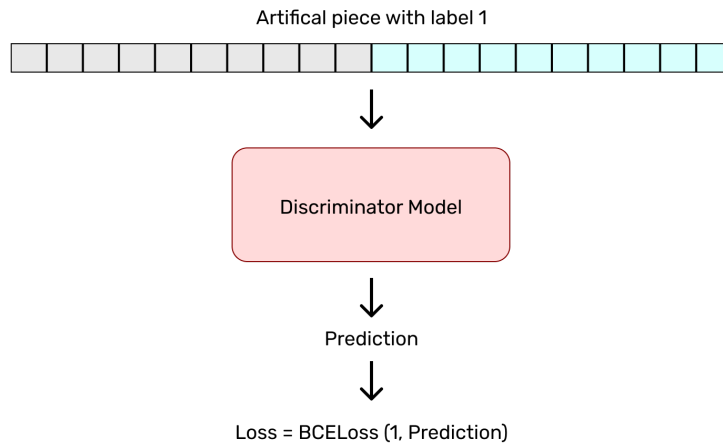 Artifical piece with label 1
Discriminator Model
Prediction
Loss = BCELoss (1, Prediction)